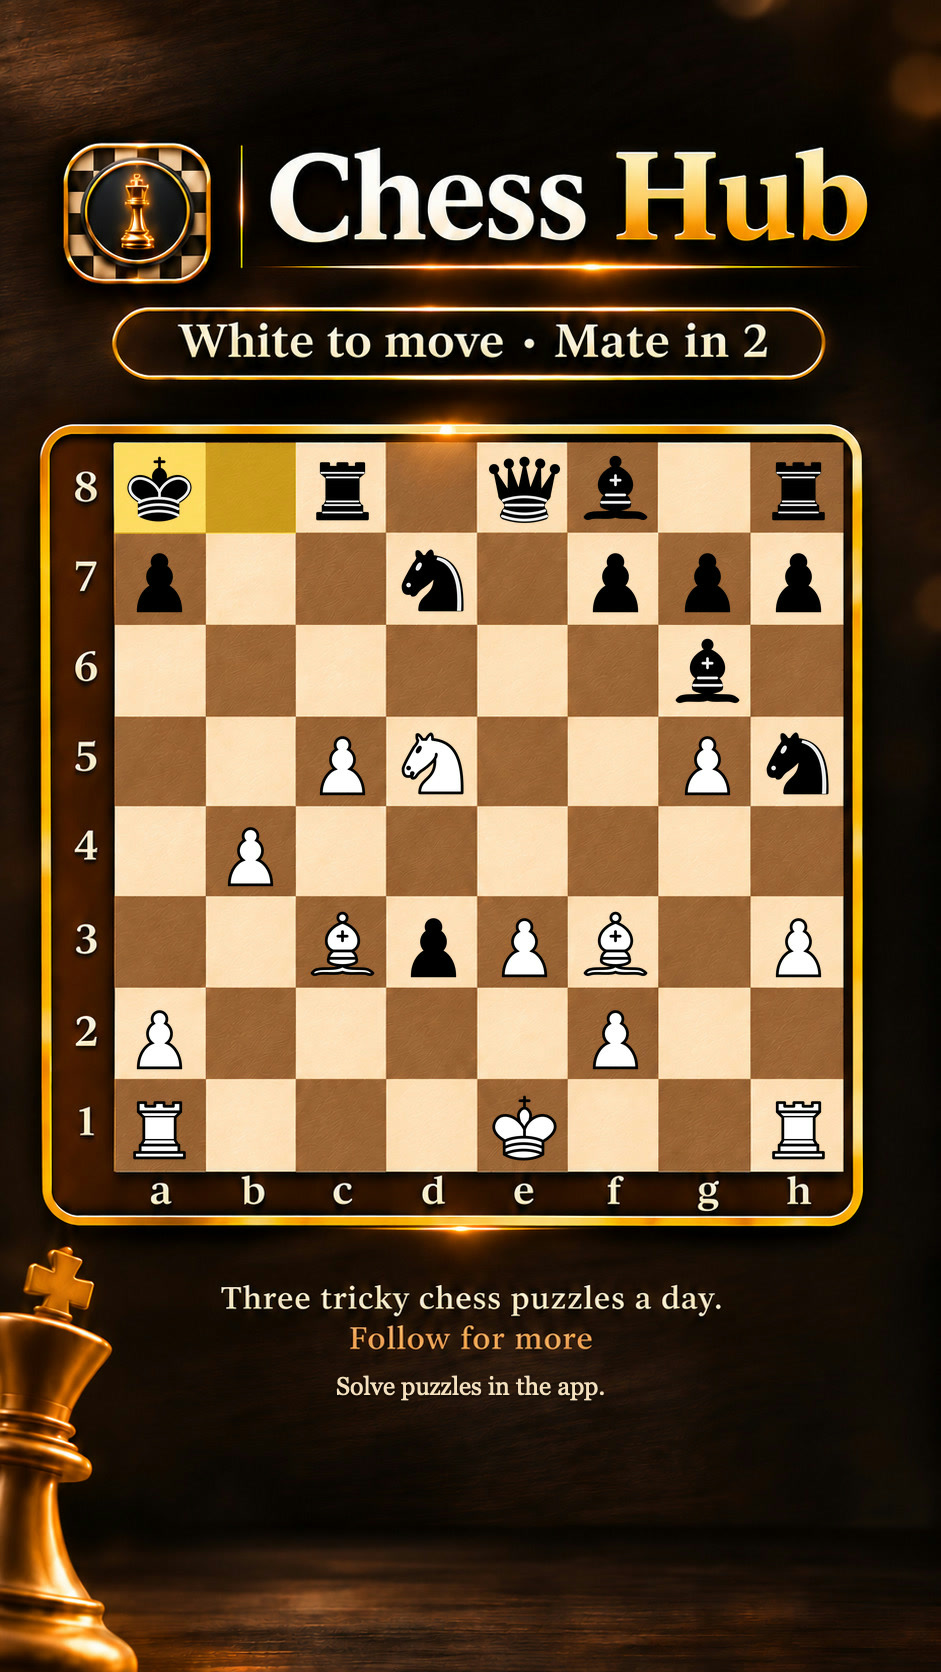 Chess Hub
White to move • Mate in 2
8
7
6
5
4
3
2
1
a b c d e f g h
Three tricky chess puzzles a day.
Follow for more
Solve puzzles in the app.